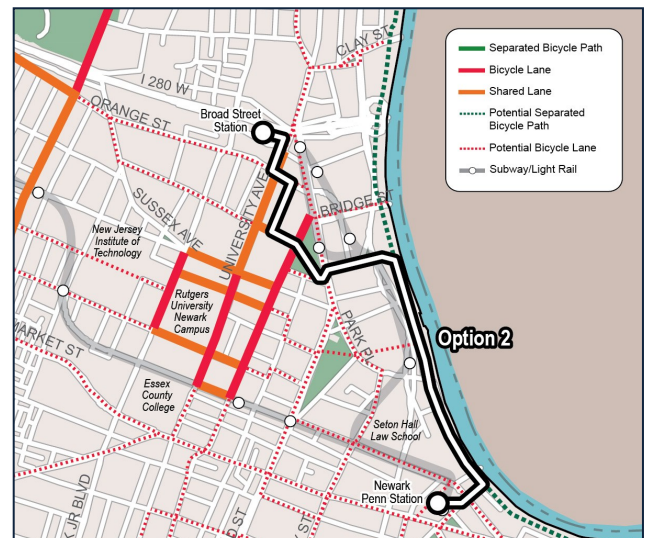 CLAY ST
I 280 W
ORANGE ST
Broad Street
Station
SUSSEX AVE
UNIVERSITY AVE
BRIDGE ST
New Jersey
Institute of
Technology
Rutgers
University
Newark
Campus
MARKET ST
PARK PL
Option 2
Essex
County
College
Seton Hall
Law School
Newark
Penn Station
K JR BLVD
D ST
ST
Separated Bicycle Path
Bicycle Lane
Shared Lane
Potential Separated
Bicycle Path
Potential Bicycle Lane
Subway/Light Rail